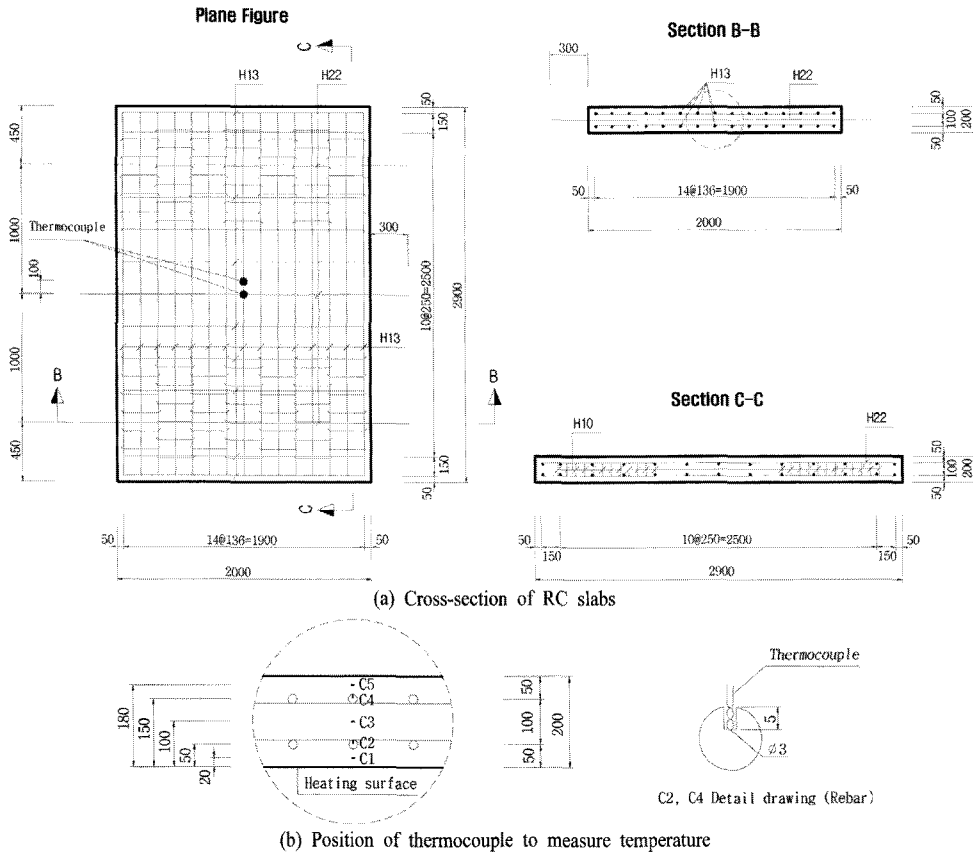 Plane Figure
C
H13
H22
50
150
450
1000
Thermocouple
100
300
10@250=2500
2900
1000
H13
B
B
450
150
50
C
50
14@136=1900
50
2000
Section B-B
300
H13
H22
50
100
200
50
50
14@136=1900
50
2000
Section C-C
H10
H22
50
100
200
50
50
10@250=2500
50
150
150
2900
(a) Cross-section of RC slabs
C5
C4
C3
C2
C1
180
150
100
50
20
50
100
200
50
Heating surface
Thermocouple
5
Ø3
C2, C4 Detail drawing (Rebar)
(b) Position of thermocouple to measure temperature